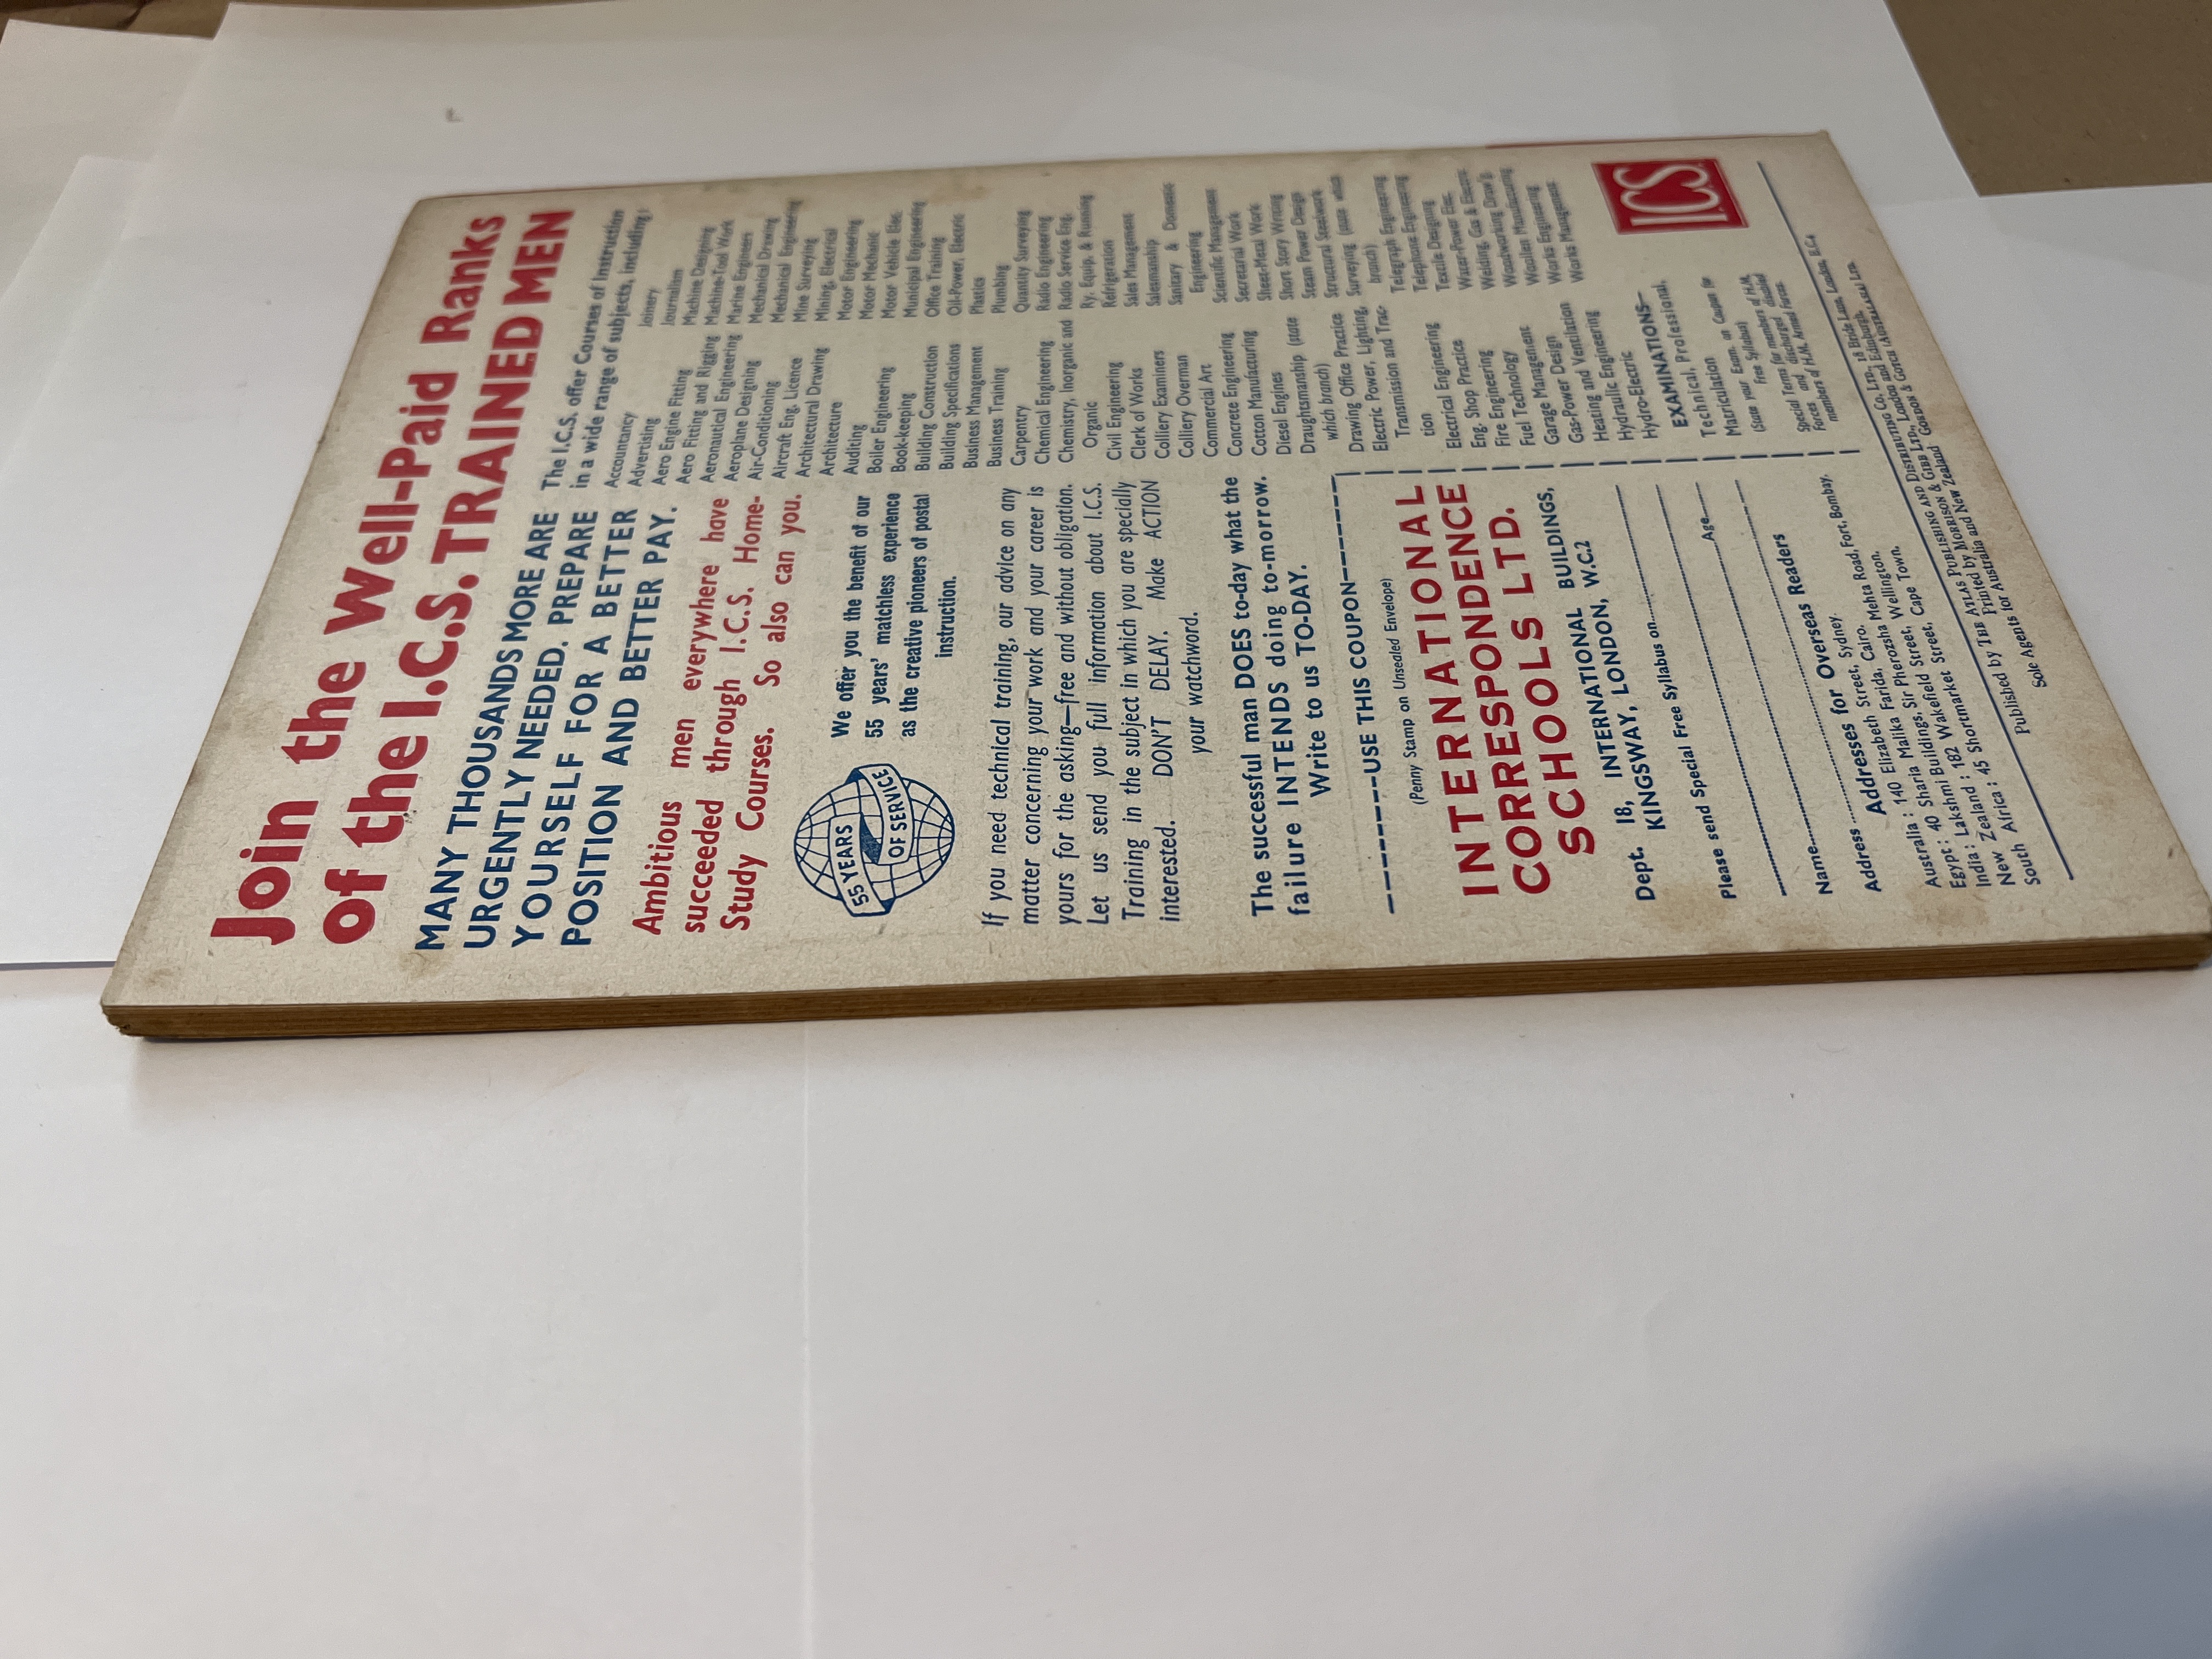 Join the Well-Paid Ranks
of the I.C.S. TRAINED MEN
MANY THOUSANDS MORE ARE
URGENTLY NEEDED. PREPARE
YOURSELF FOR A BETTER
POSITION AND BETTER PAY.
Ambitious men everywhere have
succeeded through I.C.S. Home-
Study Courses. So also can you.
55 YEARS
OF SERVICE
We offer you the benefit of our
55 years' matchless experience
as the creative pioneers of postal
instruction.
If you need technical training, our advice on any
matter concerning your work and your career is
yours for the asking—free and without obligation.
Let us send you full information about I.C.S.
Training in the subject in which you are specially
interested. DON'T DELAY. Make ACTION
your watchword.
The successful man DOES to-day what the
failure INTENDS doing to-morrow.
Write to us TO-DAY.
USE THIS COUPON
(Penny Stamp on Unsealed Envelope)
INTERNATIONAL
CORRESPONDENCE
SCHOOLS LTD.
Dept. 18, INTERNATIONAL BUILDINGS,
KINGSWAY, LONDON, W.C.2
Please send Special Free Syllabus on
Age
Name
Address
Addresses for Overseas Readers
Australia : 140 Elizabeth Street, Sydney.
Egypt : 40 Sharia Malika Farida, Cairo.
India : Lakshmi Buildings, Sir Pherozsha Mehta Road, Fort, Bombay.
New Zealand : 182 Wakefield Street, Wellington.
South Africa : 45 Shortmarket Street, Cape Town.
The I.C.S. offer Courses of Instruction
in a wide range of subjects, including :
Accountancy
Advertising
Aero Engine Fitting
Aero Fitting and Rigging
Aeronautical Engineering
Aeroplane Designing
Air-Conditioning
Aircraft Eng. Licence
Architectural Drawing
Architecture
Auditing
Boiler Engineering
Book-keeping
Building Construction
Building Specifications
Business Management
Business Training
Carpentry
Chemical Engineering
Chemistry, Inorganic and
Organic
Civil Engineering
Clerk of Works
Colliery Examiners
Colliery Overman
Commercial Art
Concrete Engineering
Cotton Manufacturing
Diesel Engines
Draughtsmanship (state
which branch)
Drawing Office Practice
Electric Power, Lighting,
Transmission and Trac-
tion
Electrical Engineering
Eng. Shop Practice
Fire Engineering
Fuel Technology
Garage Management
Gas-Power Design
Heating and Ventilation
Hydraulic Engineering
Hydro-Electric
Joinery
Journalism
Machine Designing
Machine-Tool Work
Marine Engineers
Mechanical Drawing
Mechanical Engineering
Mine Surveying
Mining, Electrical
Motor Engineering
Motor Mechanic
Motor Vehicle Elec.
Municipal Engineering
Office Training
Oil-Power, Electric
Plastics
Plumbing
Quantity Surveying
Radio Engineering
Radio Service Eng.
Ry. Equip. & Running
Refrigeration
Sales Management
Salesmanship
Sanitary & Domestic
Engineering
Scientific Management
Secretarial Work
Sheet-Metal Work
Short-Story Writing
Steam Power Design
Structural Steelwork
Surveying (state which
branch)
Telegraph Engineering
Telephone Engineering
Textile Designing
Water-Power Elec.
Welding, Gas & Electric
Woodworking Draw'g
Woollen Manufacturing
Works Engineering
Works Management
EXAMINATIONS—
Technical, Professional,
Matriculation
(State your Exam. on Coupon for
free Syllabus)
Special Terms for members of H.M.
Forces and discharged disabled
members of H.M. Armed Forces.
I.C.S.
Published by THE ATLAS PUBLISHING AND DISTRIBUTING Co., LTD., 18 Bride Lane, London, E.C.4
Printed by MORRISON & GIBB LTD., London and Edinburgh.
Sole Agents for Australia and New Zealand GORDON & GOTCH (AUSTRALASIA) Ltd.